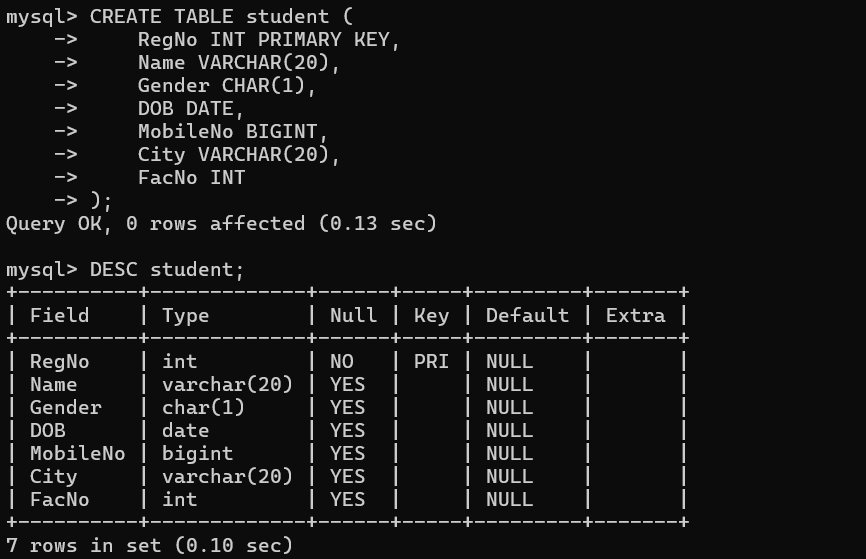 mysql> CREATE TABLE student (
    ->     RegNo INT PRIMARY KEY,
    ->     Name VARCHAR(20),
    ->     Gender CHAR(1),
    ->     DOB DATE,
    ->     MobileNo BIGINT,
    ->     City VARCHAR(20),
    ->     FacNo INT
    -> );
Query OK, 0 rows affected (0.13 sec)

mysql> DESC student;
+----------+-------------+------+-----+---------+-------+
| Field    | Type        | Null | Key | Default | Extra |
+----------+-------------+------+-----+---------+-------+
| RegNo    | int         | NO   | PRI | NULL    |       |
| Name     | varchar(20) | YES  |     | NULL    |       |
| Gender   | char(1)     | YES  |     | NULL    |       |
| DOB      | date        | YES  |     | NULL    |       |
| MobileNo | bigint      | YES  |     | NULL    |       |
| City     | varchar(20) | YES  |     | NULL    |       |
| FacNo    | int         | YES  |     | NULL    |       |
+----------+-------------+------+-----+---------+-------+
7 rows in set (0.10 sec)